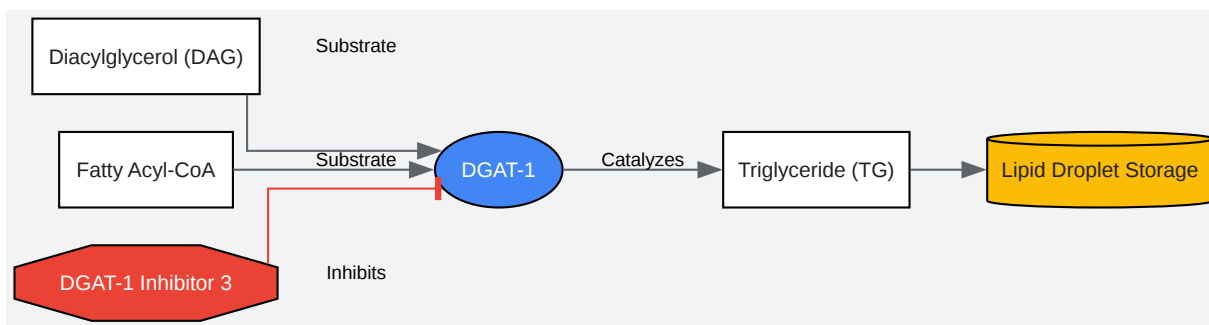 Diacylglycerol (DAG)
Substrate
Fatty Acyl-CoA
Substrate
DGAT-1
Catalyzes
Triglyceride (TG)
Lipid Droplet Storage
DGAT-1 Inhibitor 3
Inhibits